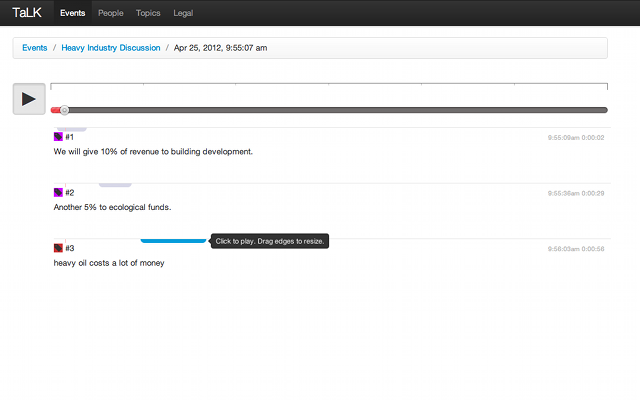 TaLK Events People Topics Legal
Events / Heavy Industry Discussion / Apr 25, 2012, 9:55:07 am
#1 9:55:09am 0:00:02
We will give 10% of revenue to building development.
#2 9:55:36am 0:00:29
Another 5% to ecological funds.
Click to play. Drag edges to resize.
#3 9:56:03am 0:00:56
heavy oil costs a lot of money